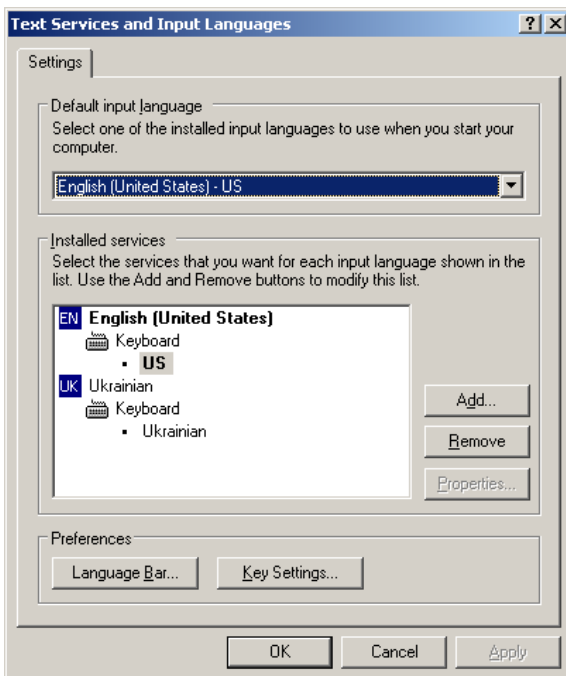 Text Services and Input Languages
Settings
Default input language
Select one of the installed input languages to use when you start your
computer.
English (United States) - US
Installed services
Select the services that you want for each input language shown in the
list. Use the Add and Remove buttons to modify this list.
EN English (United States)
Keyboard
• US
UK Ukrainian
Keyboard
• Ukrainian
Add...
Remove
Properties...
Preferences
Language Bar...
Key Settings...
OK
Cancel
Apply